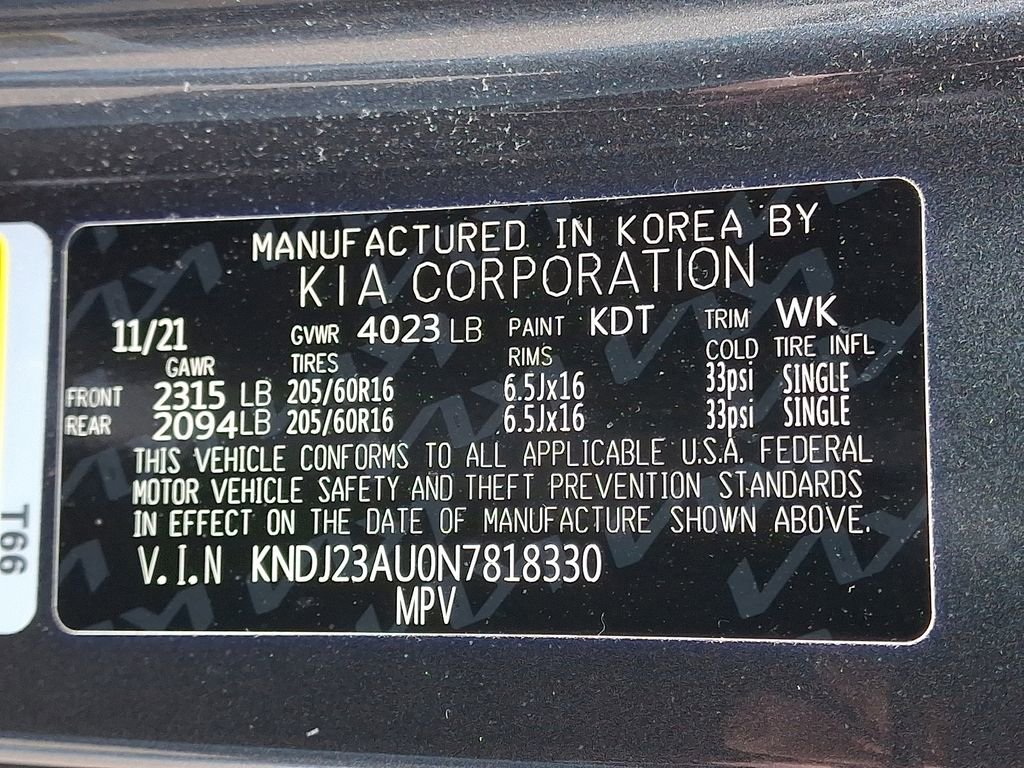 MANUFACTURED IN KOREA BY
KIA CORPORATION
11/21 GVWR 4023 LB PAINT KDT TRIM WK
GAWR TIRES RIMS COLD TIRE INFL
FRONT 2315 LB 205/60R16 6.5Jx16 33psi SINGLE
REAR 2094LB 205/60R16 6.5Jx16 33psi SINGLE
THIS VEHICLE CONFORMS TO ALL APPLICABLE U.S.A. FEDERAL
MOTOR VEHICLE SAFETY AND THEFT PREVENTION STANDARDS
IN EFFECT ON THE DATE OF MANUFACTURE SHOWN ABOVE.
V.I.N KNDJ23AU0N7818330
MPV
T66